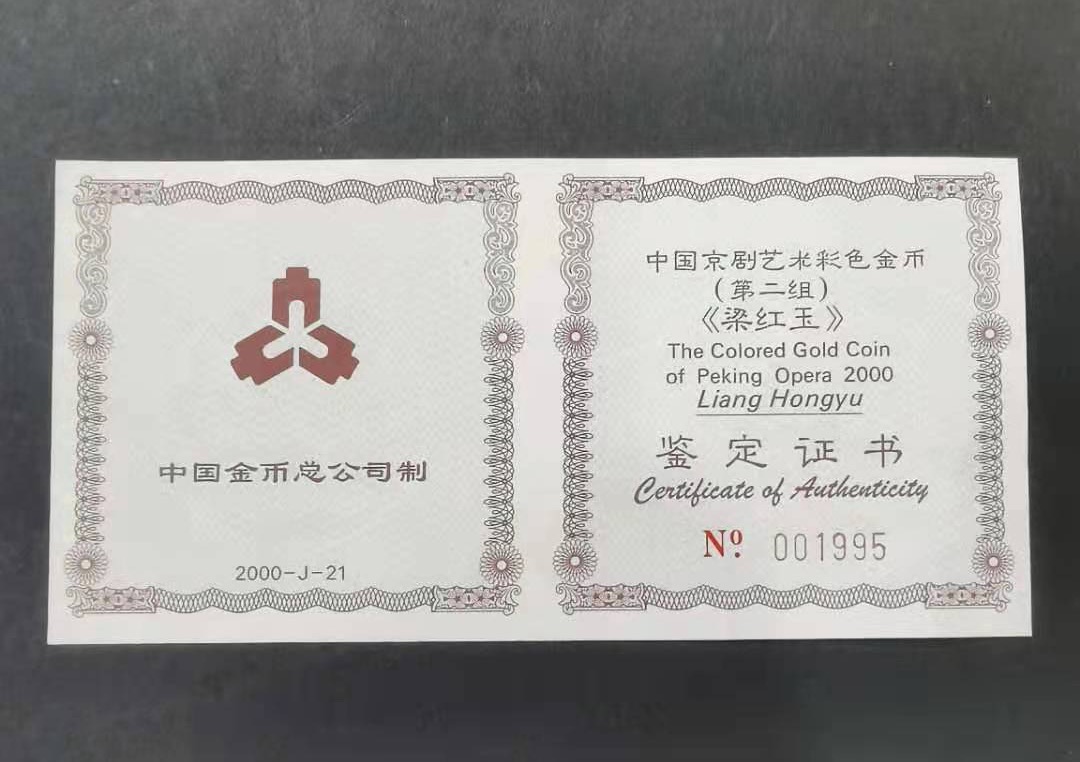 中国金币总公司制
2000-J-21
中国京剧艺术彩色金币
(第二组)
《梁红玉》
The Colored Gold Coin
of Peking Opera 2000
Liang Hongyu
鉴定证书
Certificate of Authenticity
Nº 001995